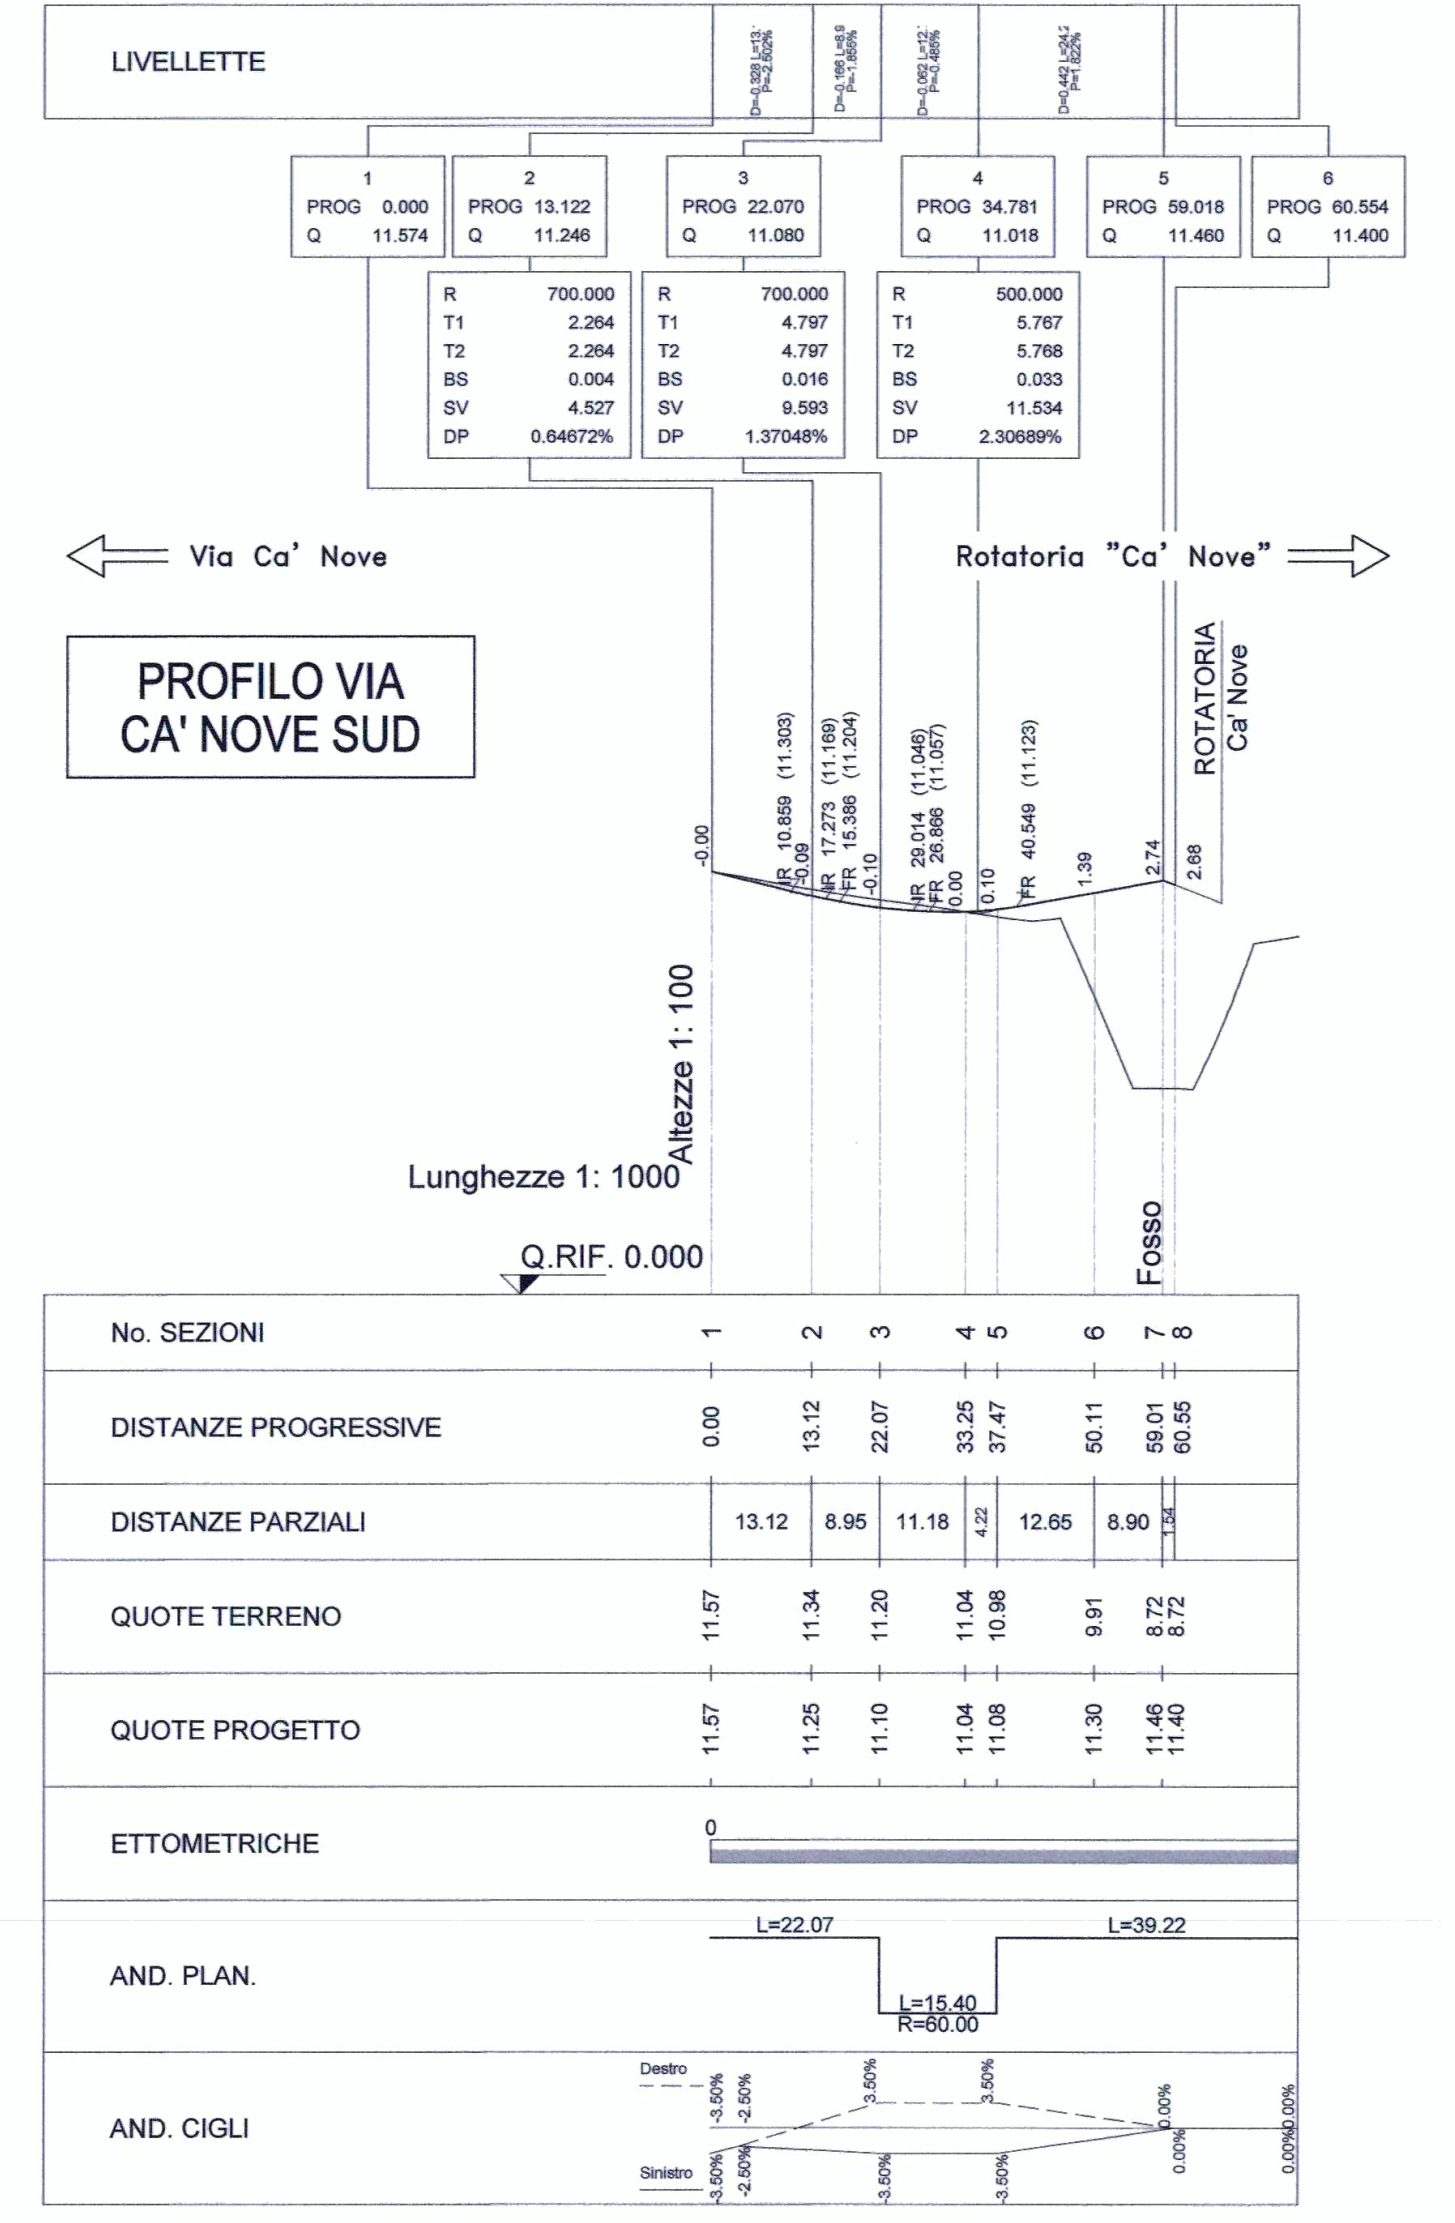 LIVELLETTE
D=-0.328 L=13.
P=-2.502%
D=-0.166 L=8.9
P=-1.855%
D=-0.062 L=12.
P=-0.485%
D=0.442 L=24.2
P=1.822%
1
PROG 0.000
Q 11.574
2
PROG 13.122
Q 11.246
3
PROG 22.070
Q 11.080
4
PROG 34.781
Q 11.018
5
PROG 59.018
Q 11.460
6
PROG 60.554
Q 11.400
R 700.000
T1 2.264
T2 2.264
BS 0.004
SV 4.527
DP 0.64672%
R 700.000
T1 4.797
T2 4.797
BS 0.016
SV 9.593
DP 1.37048%
R 500.000
T1 5.767
T2 5.768
BS 0.033
SV 11.534
DP 2.30689%
Via Ca' Nove
Rotatoria "Ca' Nove"
PROFILO VIA
CA' NOVE SUD
ROTATORIA
Ca' Nove
-0.00
IR 10.859 (11.303)
-0.09
IR 17.273 (11.169)
FR 15.386 (11.204)
-0.10
IR 29.014 (11.046)
FR 26.866 (11.057)
0.00
0.10
FR 40.549 (11.123)
1.39
2.74
2.68
Altezze 1: 100
Lunghezze 1: 1000
Q.RIF. 0.000
Fosso
No. SEZIONI 1 2 3 4 5 6 7 8
DISTANZE PROGRESSIVE 0.00 13.12 22.07 33.25 37.47 50.11 59.01 60.55
DISTANZE PARZIALI 13.12 8.95 11.18 4.22 12.65 8.90 1.54
QUOTE TERRENO 11.57 11.34 11.20 11.04 10.98 9.91 8.72 8.72
QUOTE PROGETTO 11.57 11.25 11.10 11.04 11.08 11.30 11.46 11.40
ETTOMETRICHE 0
AND. PLAN.
L=22.07
L=39.22
L=15.40
R=60.00
AND. CIGLI
Destro
-3.50% -2.50% 3.50% 3.50% 0.00% 0.00%
Sinistro
-3.50% -2.50% -3.50% -3.50% 0.00% 0.00%